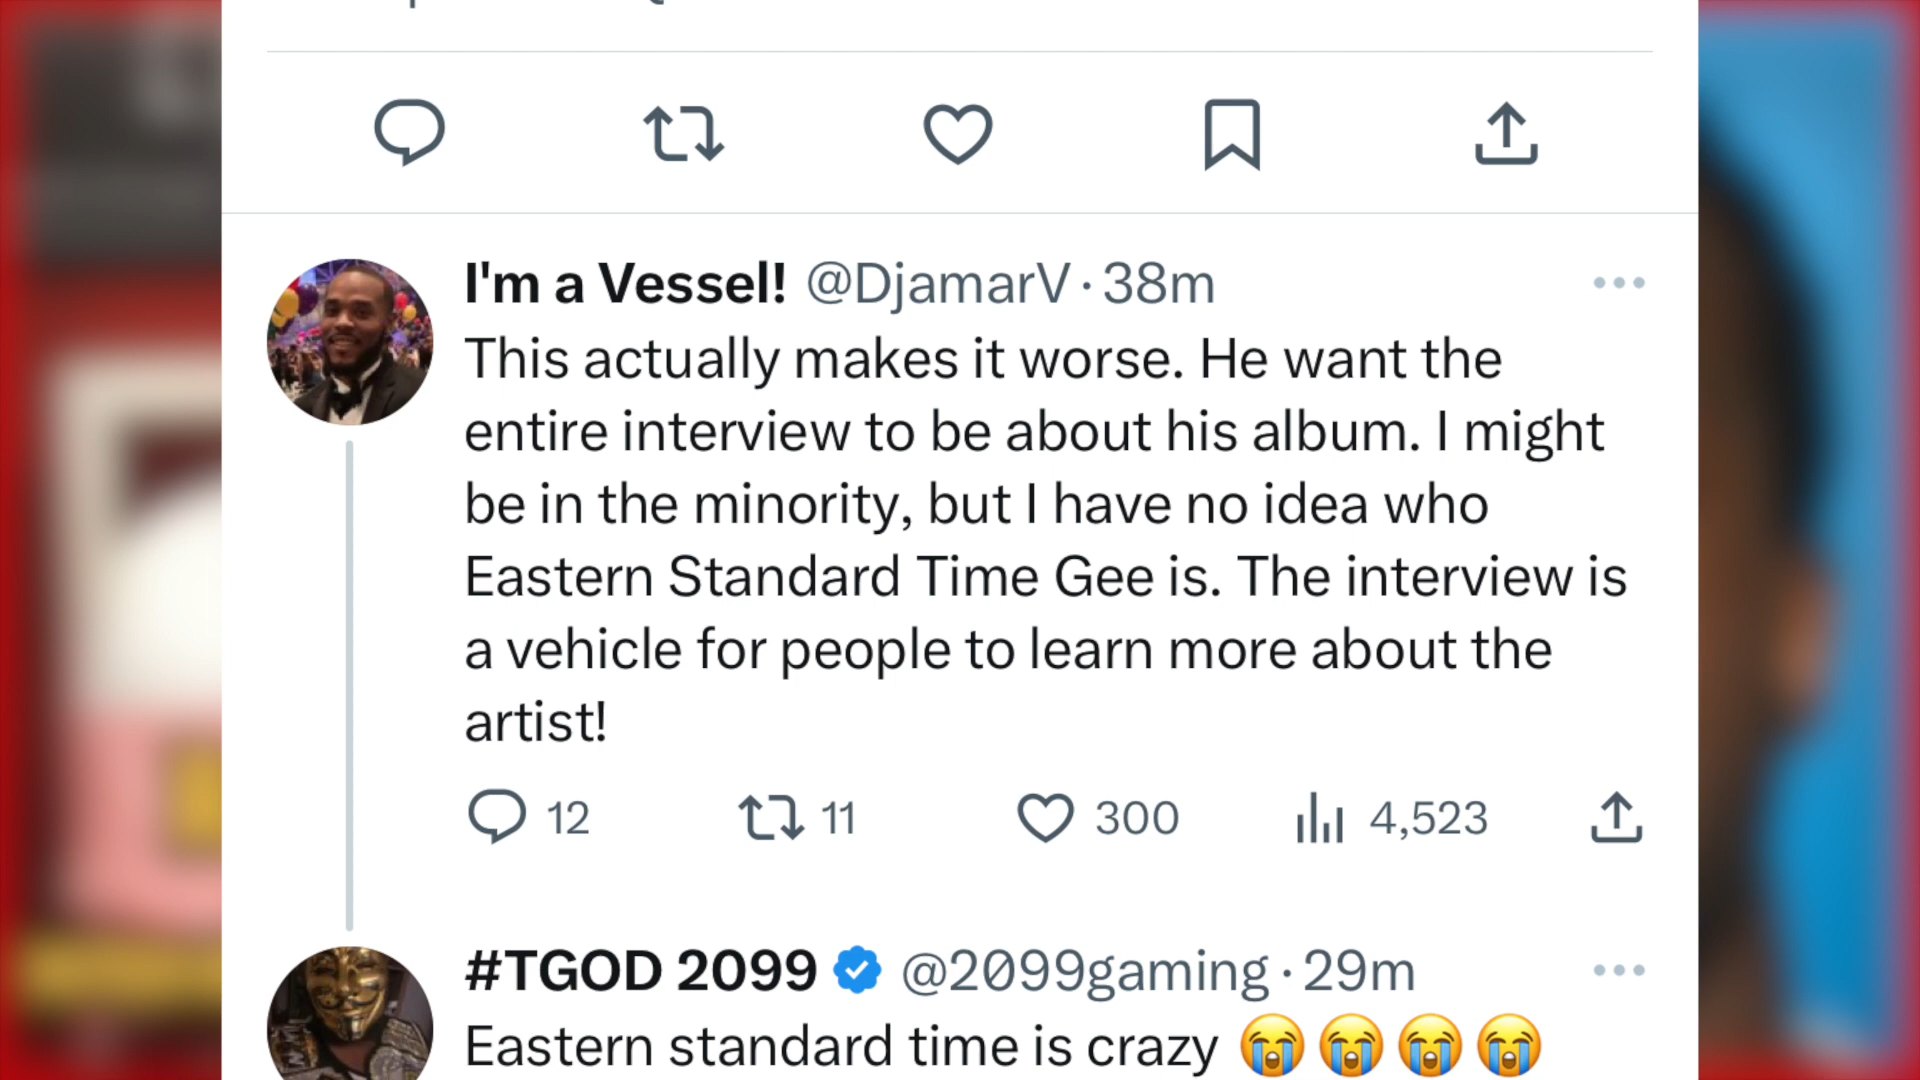 I'm a Vessel! @DjamarV · 38m
This actually makes it worse. He want the
entire interview to be about his album. I might
be in the minority, but I have no idea who
Eastern Standard Time Gee is. The interview is
a vehicle for people to learn more about the
artist!
12 11 300 4,523
#TGOD 2099 @2099gaming · 29m
Eastern standard time is crazy 😭😭😭😭